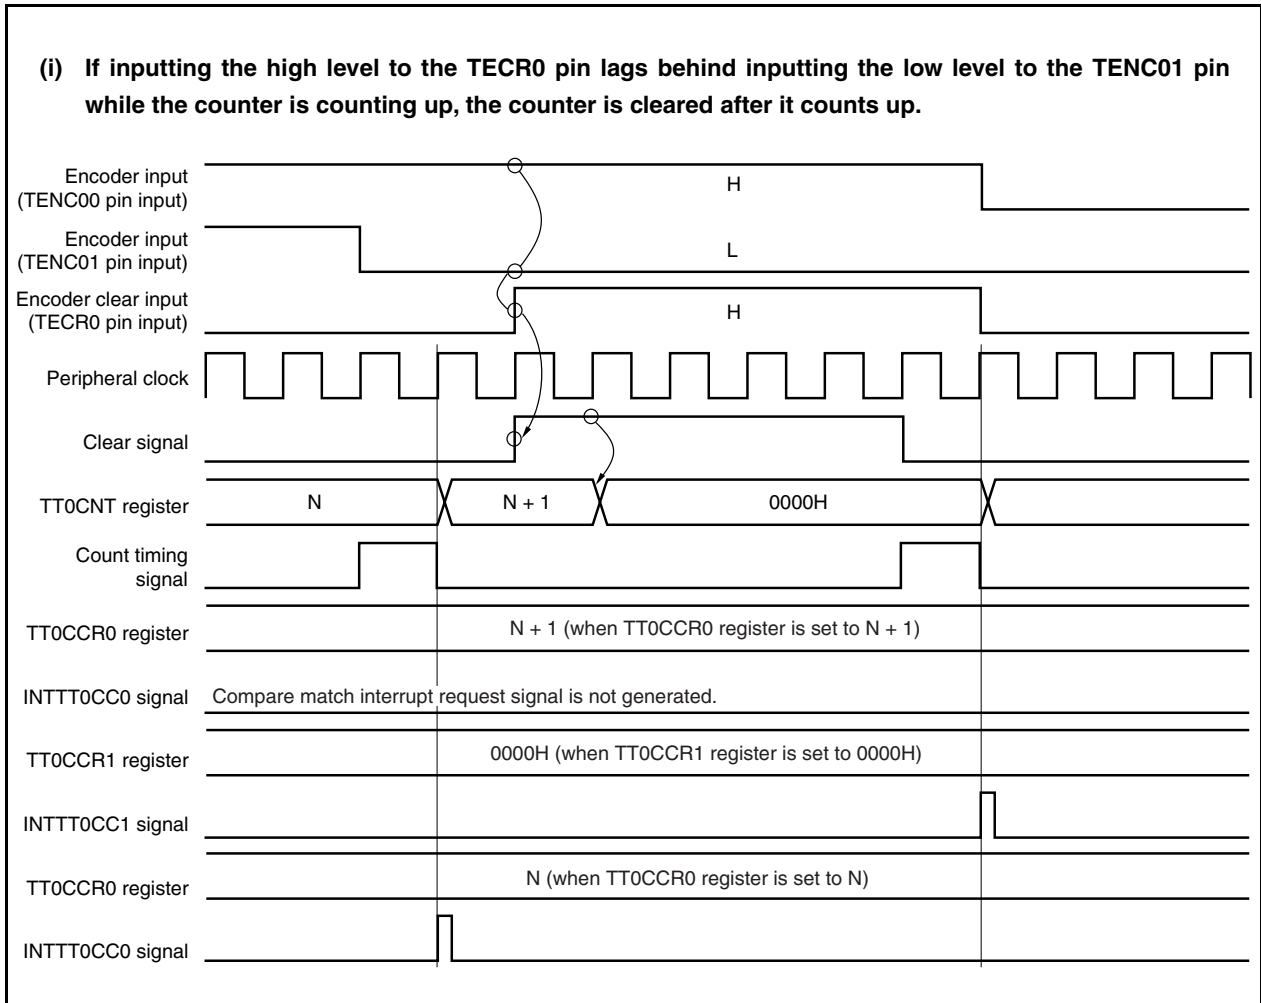 (i) If inputting the high level to the TECR0 pin lags behind inputting the low level to the TENC01 pin
while the counter is counting up, the counter is cleared after it counts up.
Encoder input
(TENC00 pin input)
H
Encoder input
(TENC01 pin input)
L
Encoder clear input
(TECR0 pin input)
H
Peripheral clock
Clear signal
TT0CNT register
N
N + 1
0000H
Count timing
signal
TT0CCR0 register
N + 1 (when TT0CCR0 register is set to N + 1)
INTTT0CC0 signal
Compare match interrupt request signal is not generated.
TT0CCR1 register
0000H (when TT0CCR1 register is set to 0000H)
INTTT0CC1 signal
TT0CCR0 register
N (when TT0CCR0 register is set to N)
INTTT0CC0 signal